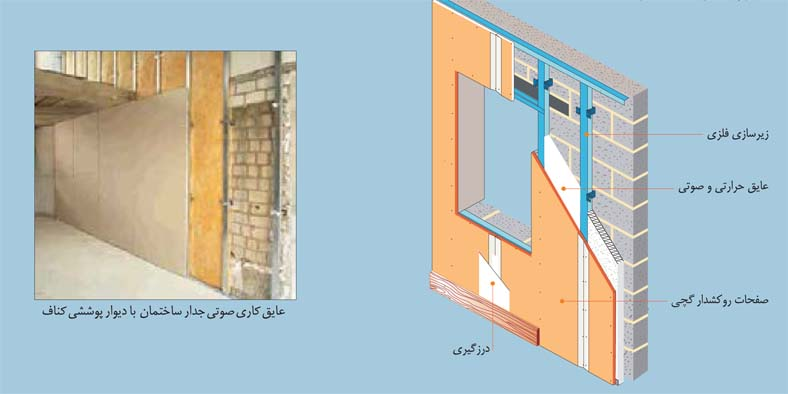 زیرسازی فلزی
عایق حرارتی و صوتی
صفحات روکشدار گچی
درزگیری
عایق کاری صوتی جدار ساختمان با دیوار پوششی کناف